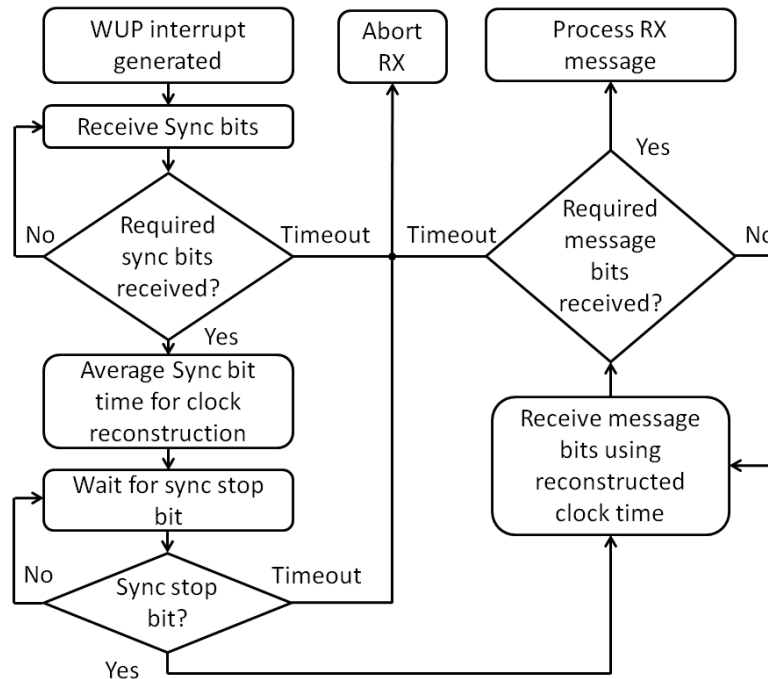 WUP interrupt
generated
Abort
RX
Process RX
message
Receive Sync bits
Yes
No
Required
sync bits
received?
Timeout
Timeout
Required
message
bits
received?
No
Yes
Average Sync bit
time for clock
reconstruction
Receive message
bits using
reconstructed
clock time
Wait for sync stop
bit
No
Sync stop
bit?
Timeout
Yes